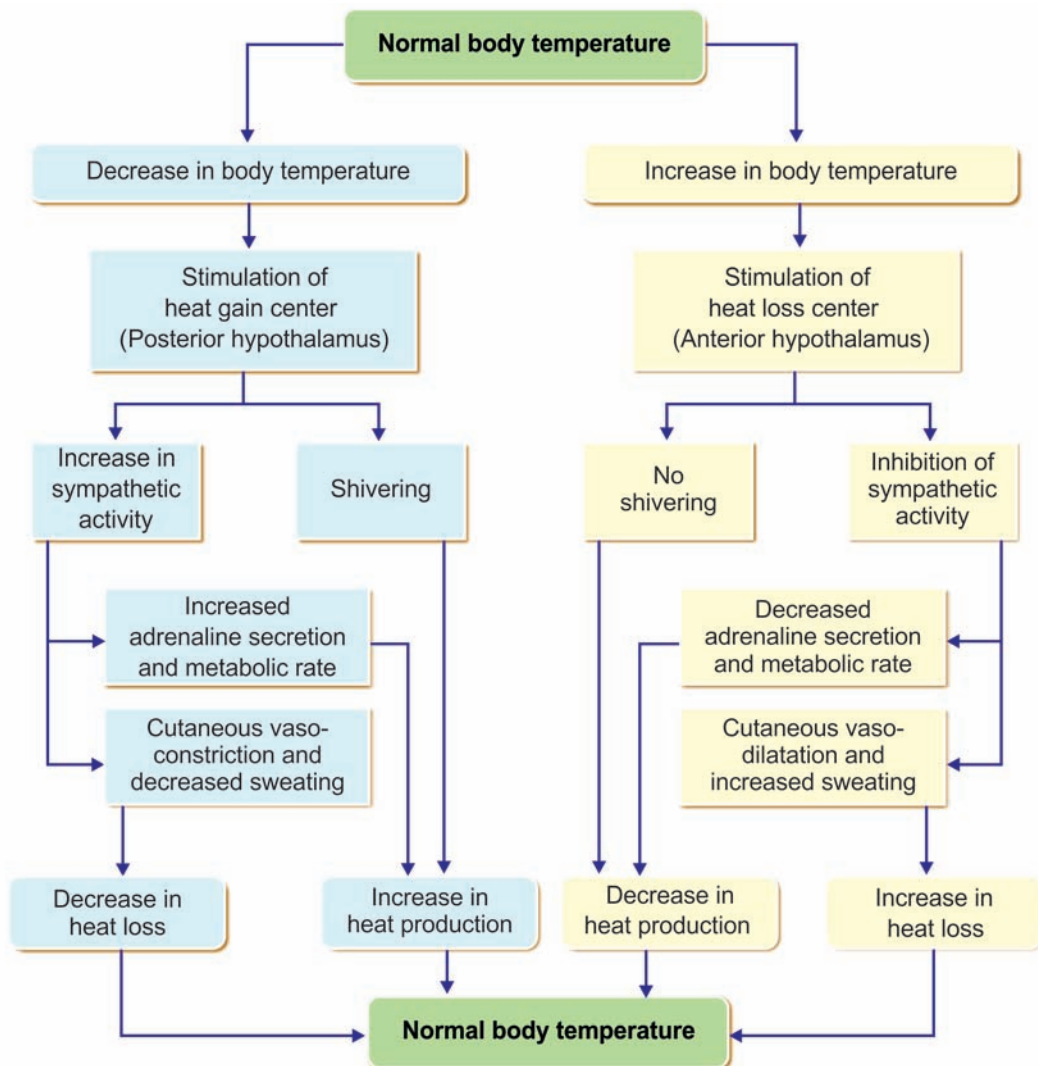 Normal body temperature
Decrease in body temperature
Increase in body temperature
Stimulation of
heat gain center
(Posterior hypothalamus)
Stimulation of
heat loss center
(Anterior hypothalamus)
Increase in
sympathetic
activity
Shivering
No
shivering
Inhibition of
sympathetic
activity
Increased
adrenaline secretion
and metabolic rate
Decreased
adrenaline secretion
and metabolic rate
Cutaneous vaso-
constriction and
decreased sweating
Cutaneous vaso-
dilatation and
increased sweating
Decrease in
heat loss
Increase in
heat production
Decrease in
heat production
Increase in
heat loss
Normal body temperature